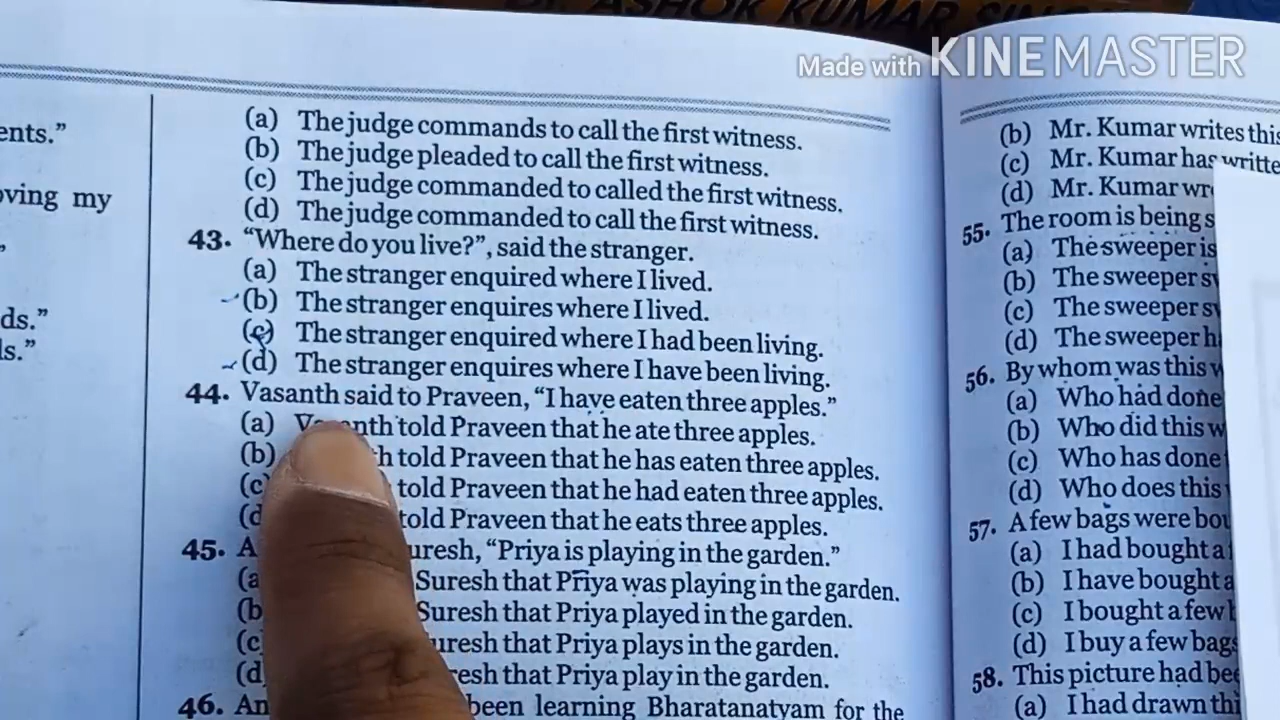 ASHOK KUMAR
Made with KINEMASTER
ents."
oving my
"
ds."
ls."
(a) The judge commands to call the first witness.
(b) The judge pleaded to call the first witness.
(c) The judge commanded to called the first witness.
(d) The judge commanded to call the first witness.
43. "Where do you live?", said the stranger.
(a) The stranger enquired where I lived.
(b) The stranger enquires where I lived.
(c) The stranger enquired where I had been living.
(d) The stranger enquires where I have been living.
44. Vasanth said to Praveen, "I have eaten three apples."
(a) told Praveen that he ate three apples.
(b) told Praveen that he has eaten three apples.
(c told Praveen that he had eaten three apples.
(d told Praveen that he eats three apples.
45. A uresh, "Priya is playing in the garden."
(a Suresh that Priya was playing in the garden.
(b Suresh that Priya played in the garden.
(c uresh that Priya plays in the garden.
(d esh that Priya play in the garden.
46. An been learning Bharatanatyam for the
(b) Mr. Kumar writes this
(c) Mr. Kumar has writte
(d) Mr. Kumar wr
55. The room is being s
(a) The sweeper is
(b) The sweeper s
(c) The sweeper s
(d) The sweeper h
56. By whom was this w
(a) Who had done
(b) Who did this w
(c) Who has done
(d) Who does this
57. A few bags were bou
(a) I had bought a
(b) I have bought a
(c) I bought a few
(d) I buy a few bags
58. This picture had bee
(a) I had drawn thi